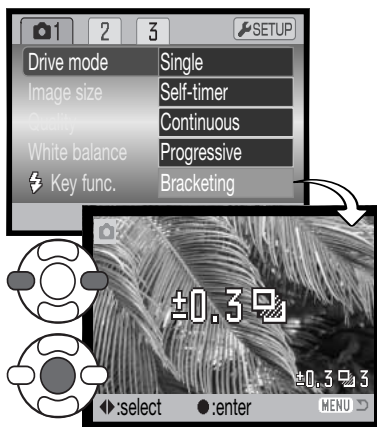 1 2 3 SETUP
Drive mode Single
Image size Self-timer
Quality Continuous
White balance Progressive
Key func. Bracketing
±0.3
±0.3 3
:select :enter MENU